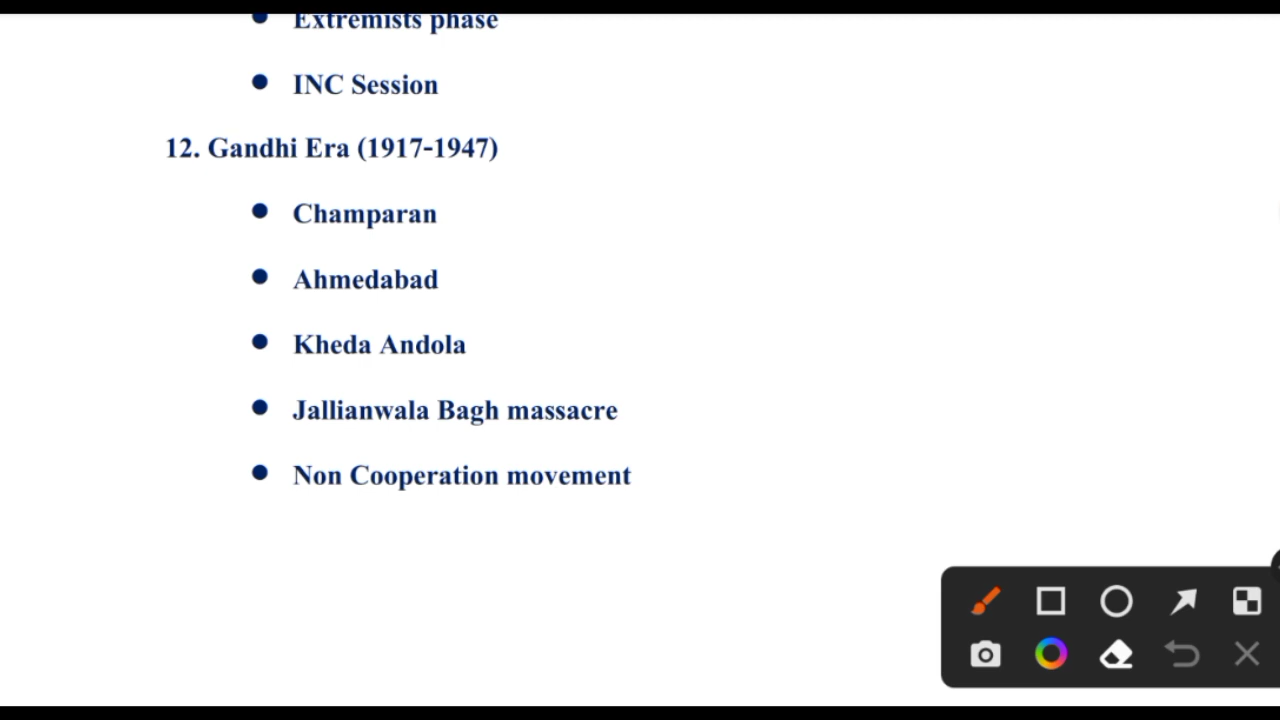 Extremists phase
INC Session
12. Gandhi Era (1917-1947)
Champaran
Ahmedabad
Kheda Andola
Jallianwala Bagh massacre
Non Cooperation movement